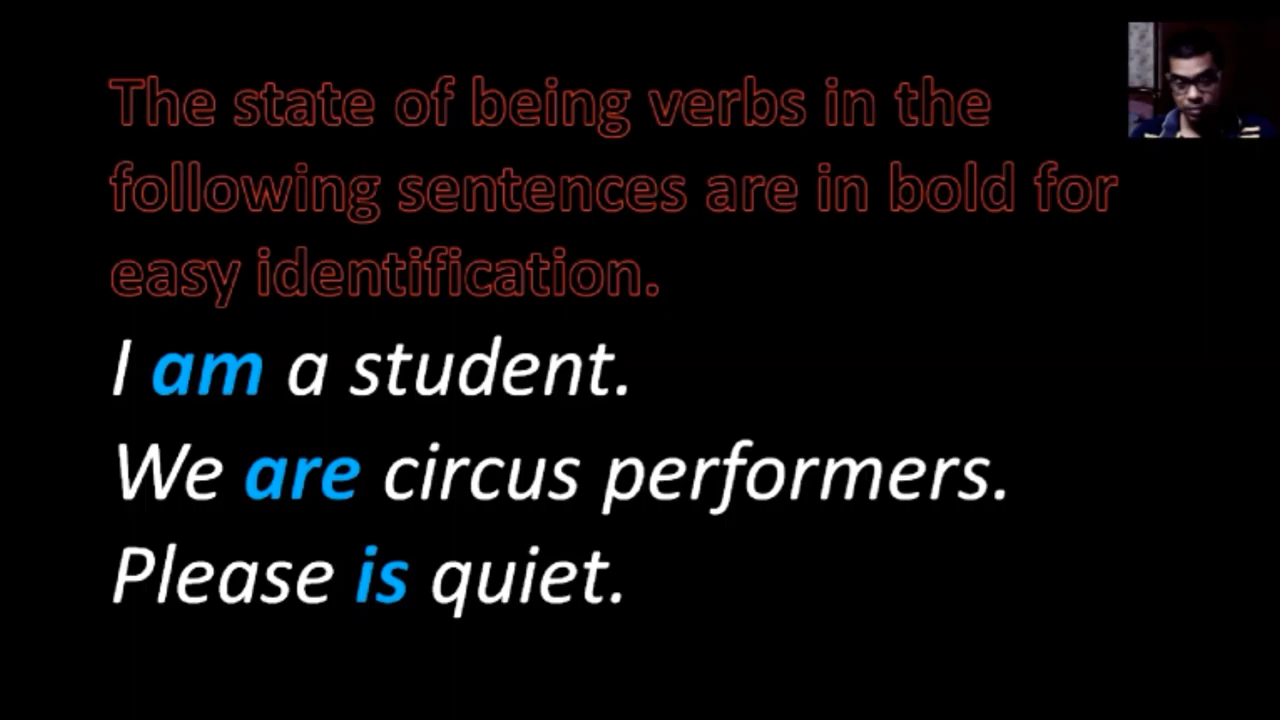 The state of being verbs in the
following sentences are in bold for
easy identification.
I am a student.
We are circus performers.
Please is quiet.